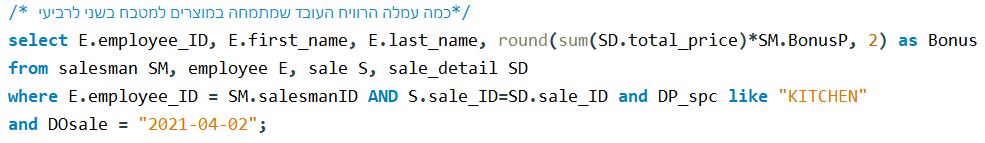 /* כמה עמלה הרוויח העובד שמתמחה במוצרים למטבח בשני לרביעי*/
select E.employee_ID, E.first_name, E.last_name, round(sum(SD.total_price)*SM.BonusP, 2) as Bonus
from salesman SM, employee E, sale S, sale_detail SD
where E.employee_ID = SM.salesmanID AND S.sale_ID=SD.sale_ID and DP_spc like "KITCHEN"
and DOsale = "2021-04-02";